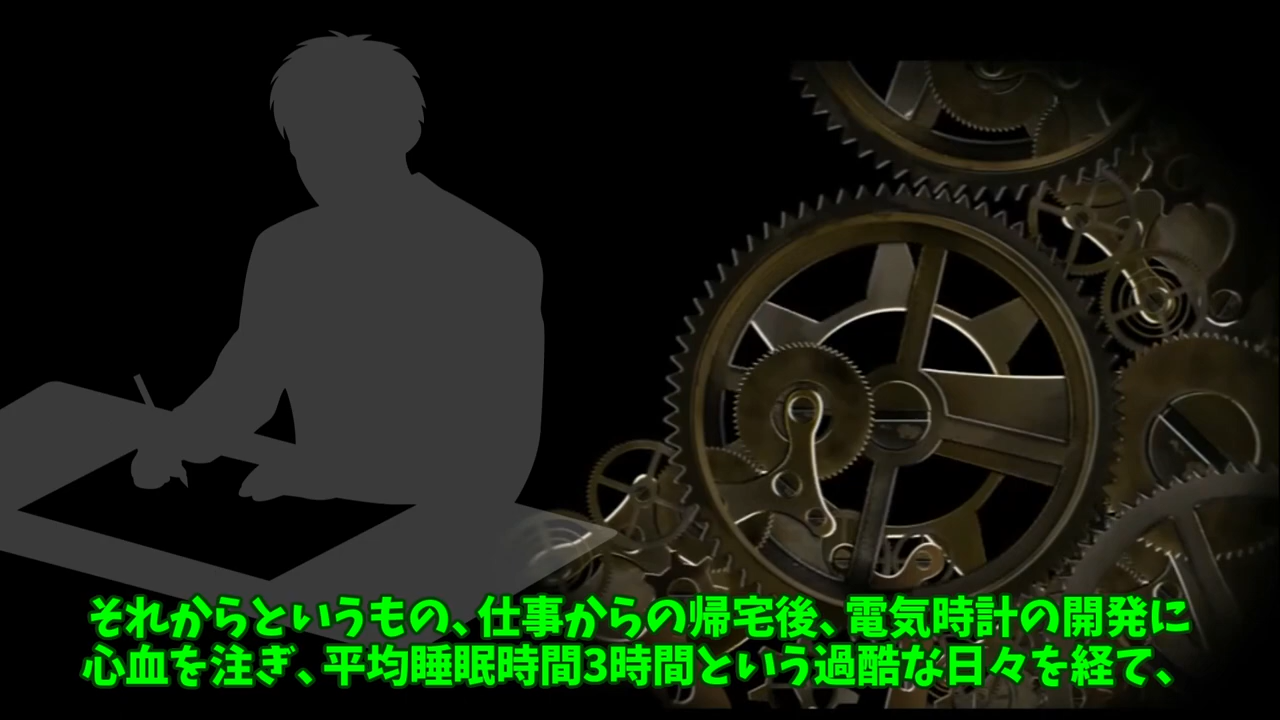 それからというもの、仕事からの帰宅後、電気時計の開発に
心血を注ぎ、平均睡眠時間3時間という過酷な日々を経て、